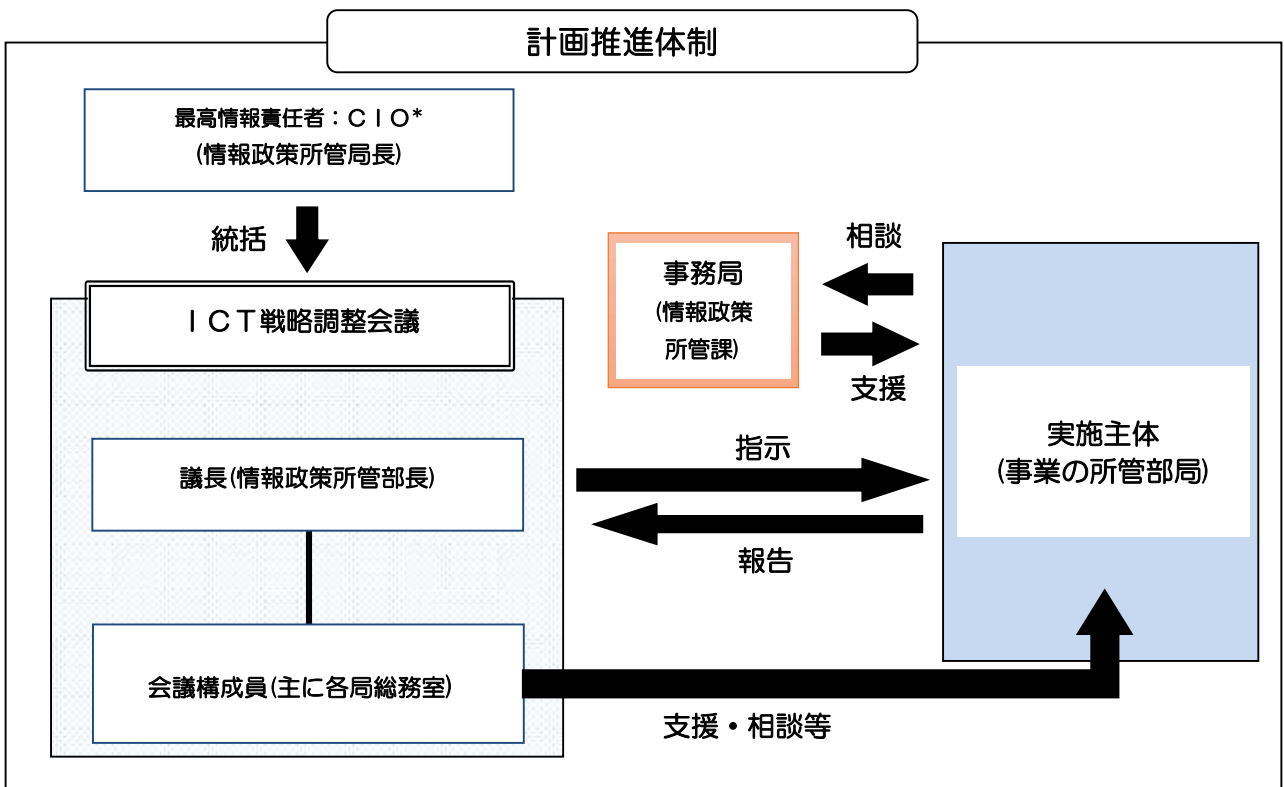 計画推進体制
最高情報責任者：ＣＩＯ*
(情報政策所管局長)
統括
ＩＣＴ戦略調整会議
議長(情報政策所管部長)
会議構成員(主に各局総務室)
事務局
(情報政策
所管課)
相談
支援
指示
報告
実施主体
(事業の所管部局)
支援・相談等